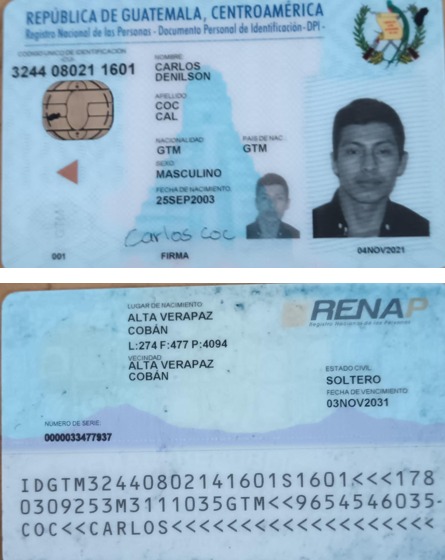 REPÚBLICA DE GUATEMALA, CENTROAMÉRICA
Registro Nacional de las Personas - Documento Personal de Identificación - DPI -
CÓDIGO ÚNICO DE IDENTIFICACIÓN
CUI
3244 08021 1601
NOMBRE
CARLOS
DENILSON
APELLIDO
COC
CAL
NACIONALIDAD
GTM
PAIS DE NAC.
GTM
SEXO
MASCULINO
FECHA DE NACIMIENTO
25SEP2003
Carlos COC
001
FIRMA
04NOV2021
LUGAR DE NACIMIENTO
ALTA VERAPAZ
COBÁN
L:274 F:477 P:4094
VECINDAD
ALTA VERAPAZ
COBÁN
RENAP
Registro Nacional de las Personas
ESTADO CIVIL
SOLTERO
FECHA DE VENCIMIENTO
03NOV2031
NÚMERO DE SERIE:
0000033477937
IDGTM32440802141601S1601<<<178
0309253M3111035GTM<<9654546035-
COC<<CARLOS<<<<<<<<<<<<<<<<<<<